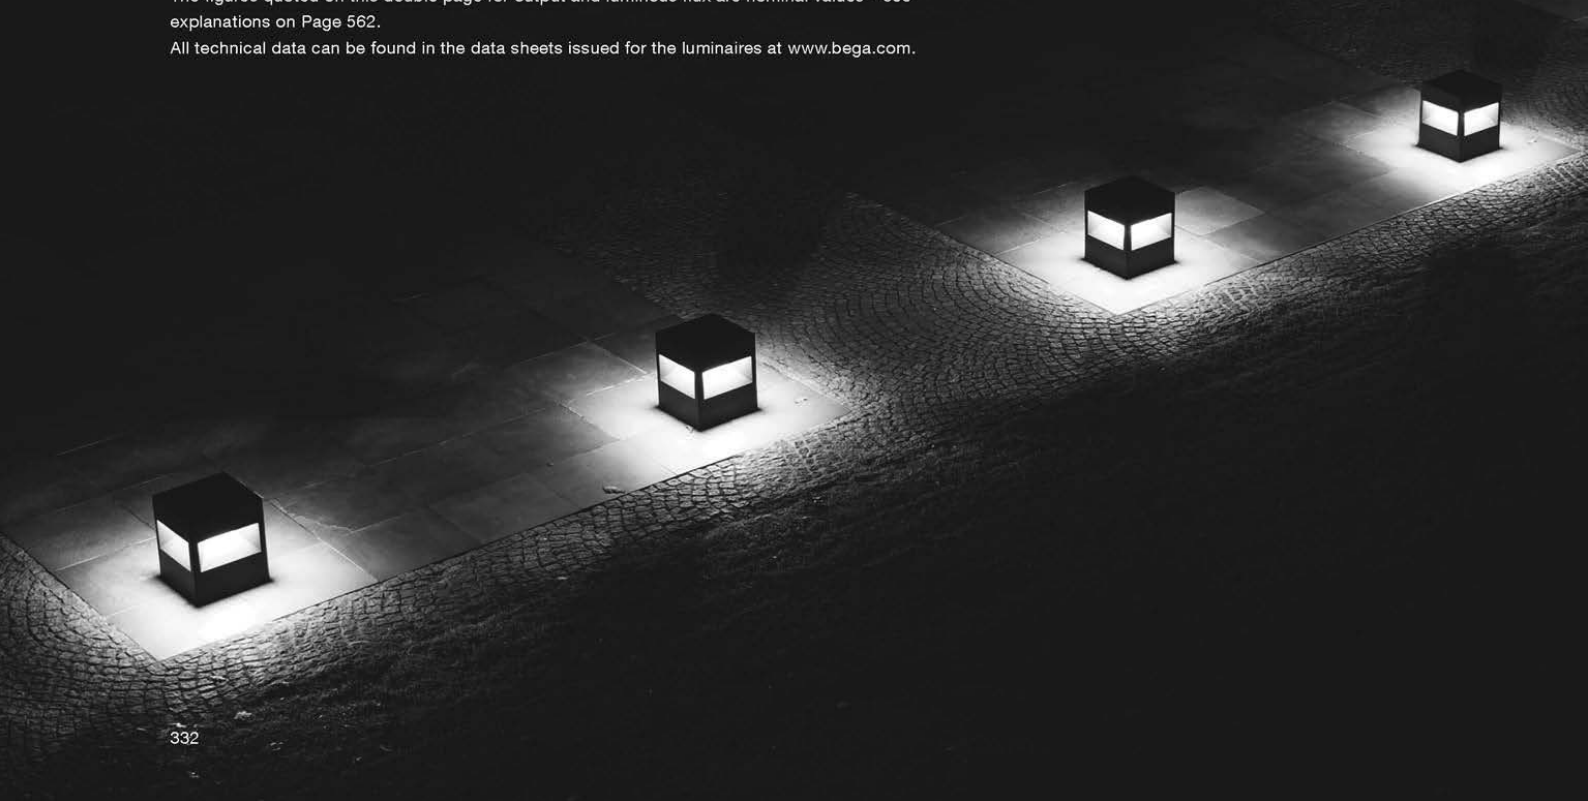 explanations on Page 562.
All technical data can be found in the data sheets issued for the luminaires at www.bega.com.
332